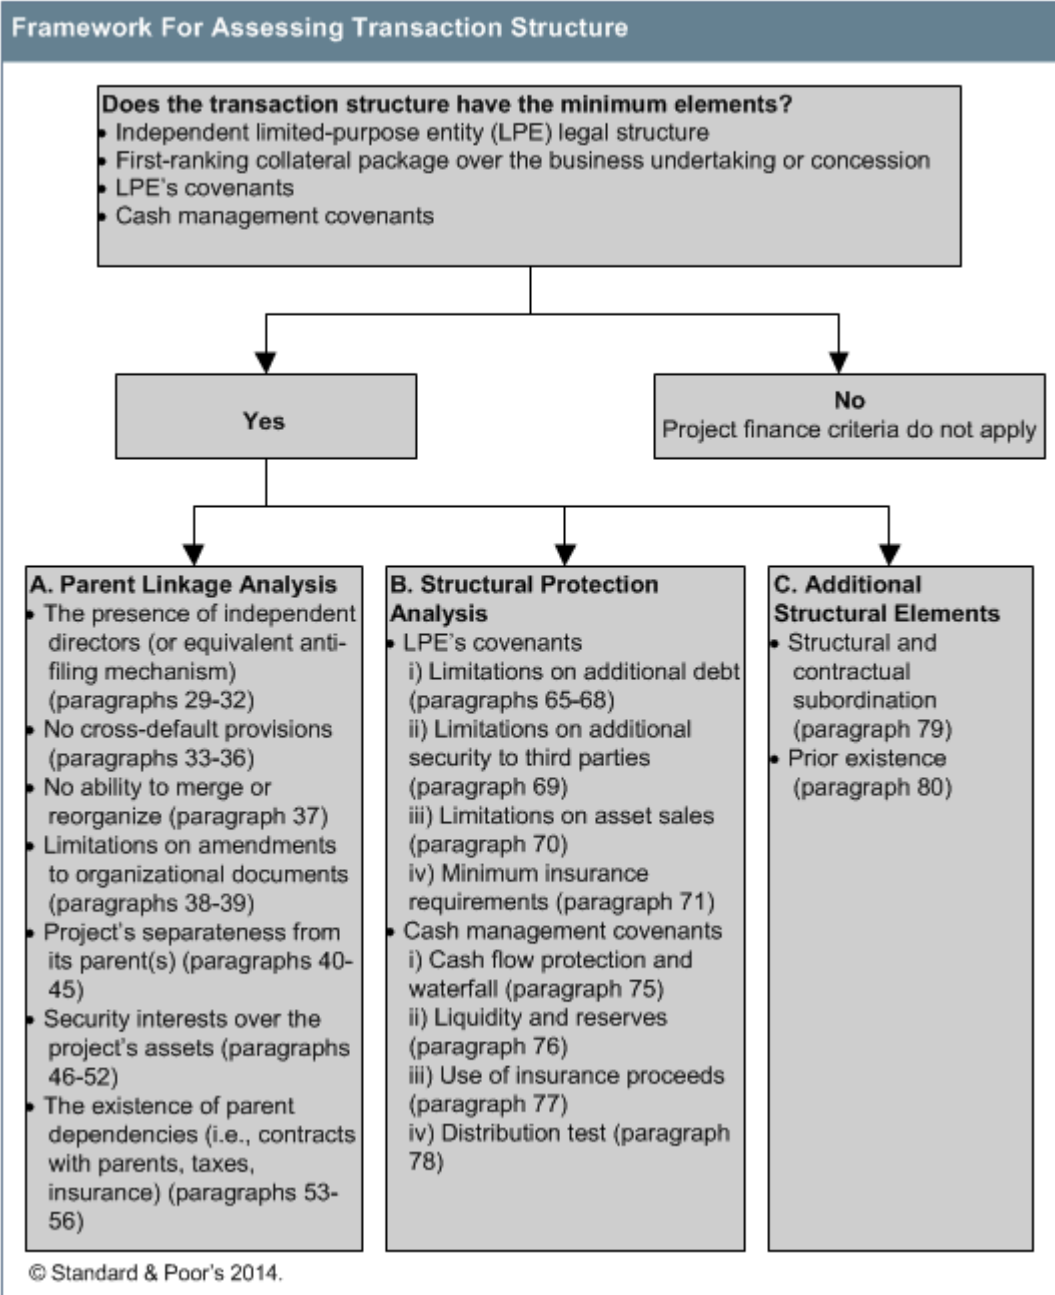 Framework For Assessing Transaction Structure
Does the transaction structure have the minimum elements?
• Independent limited-purpose entity (LPE) legal structure
• First-ranking collateral package over the business undertaking or concession
• LPE's covenants
• Cash management covenants
Yes
No
Project finance criteria do not apply
A. Parent Linkage Analysis
• The presence of independent
directors (or equivalent anti-
filing mechanism)
(paragraphs 29-32)
• No cross-default provisions
(paragraphs 33-36)
• No ability to merge or
reorganize (paragraph 37)
• Limitations on amendments
to organizational documents
(paragraphs 38-39)
• Project's separateness from
its parent(s) (paragraphs 40-
45)
• Security interests over the
project's assets (paragraphs
46-52)
• The existence of parent
dependencies (i.e., contracts
with parents, taxes,
insurance) (paragraphs 53-
56)
B. Structural Protection
Analysis
• LPE's covenants
i) Limitations on additional debt
(paragraphs 65-68)
ii) Limitations on additional
security to third parties
(paragraph 69)
iii) Limitations on asset sales
(paragraph 70)
iv) Minimum insurance
requirements (paragraph 71)
• Cash management covenants
i) Cash flow protection and
waterfall (paragraph 75)
ii) Liquidity and reserves
(paragraph 76)
iii) Use of insurance proceeds
(paragraph 77)
iv) Distribution test (paragraph
78)
C. Additional
Structural Elements
• Structural and
contractual
subordination
(paragraph 79)
• Prior existence
(paragraph 80)
© Standard & Poor's 2014.